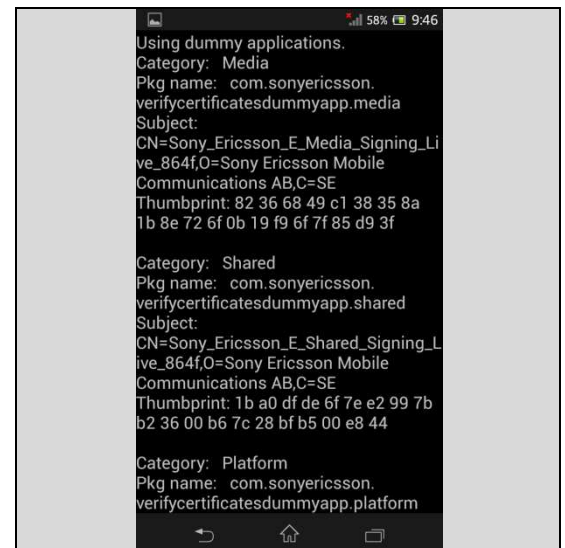 58% 9:46
Using dummy applications.
Category: Media
Pkg name: com.sonyericsson.
verifycertificatesdummyapp.media
Subject:
CN=Sony_Ericsson_E_Media_Signing_Li
ve_864f,O=Sony Ericsson Mobile
Communications AB,C=SE
Thumbprint: 82 36 68 49 c1 38 35 8a
1b 8e 72 6f 0b 19 f9 6f 7f 85 d9 3f
Category: Shared
Pkg name: com.sonyericsson.
verifycertificatesdummyapp.shared
Subject:
CN=Sony_Ericsson_E_Shared_Signing_L
ive_864f,O=Sony Ericsson Mobile
Communications AB,C=SE
Thumbprint: 1b a0 df de 6f 7e e2 99 7b
b2 36 00 b6 7c 28 bf b5 00 e8 44
Category: Platform
Pkg name: com.sonyericsson.
verifycertificatesdummyapp.platform